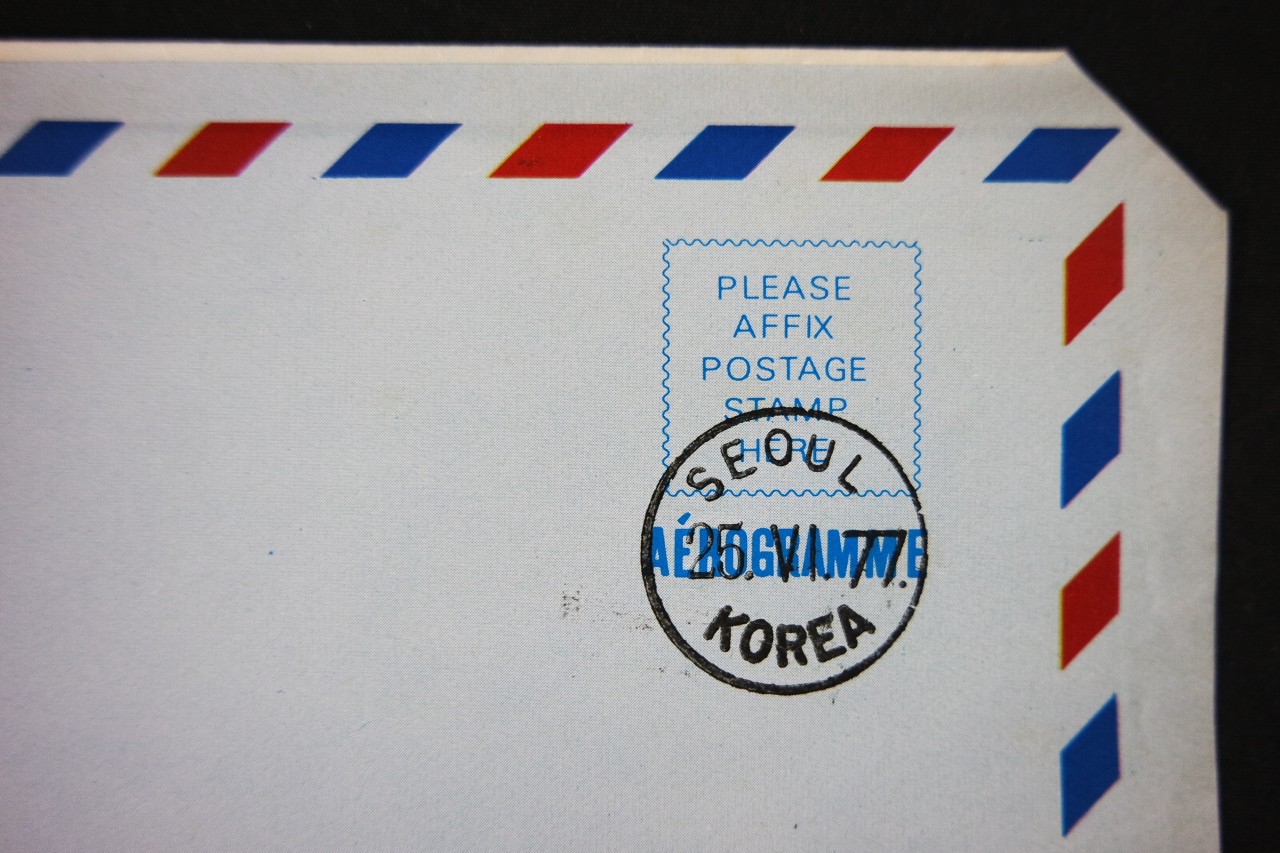 PLEASE
AFFIX
POSTAGE
STAMP
HERE
SEOUL
AÉROGRAMME
25.VI.77.
KOREA